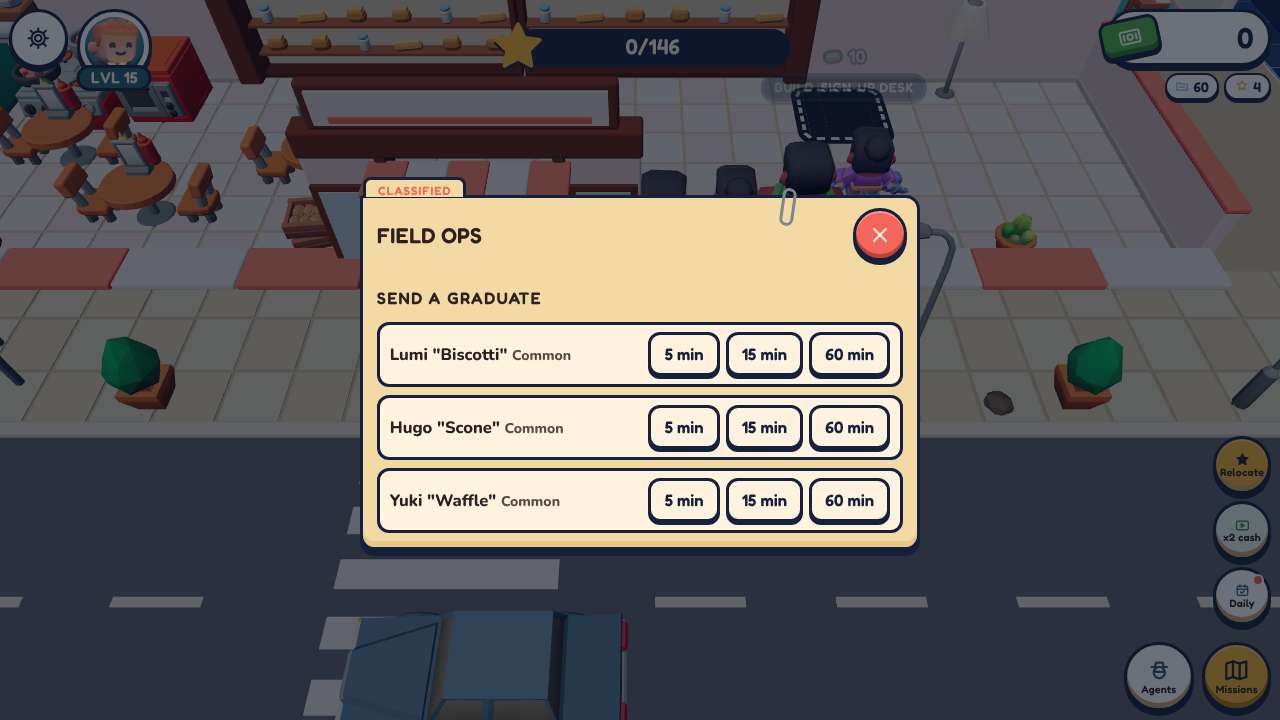 0/146
0
LVL 15
10
BUILD SIGN-UP DESK
60
4
CLASSIFIED
FIELD OPS
SEND A GRADUATE
Lumi "Biscotti" Common
5 min
15 min
60 min
Hugo "Scone" Common
5 min
15 min
60 min
Yuki "Waffle" Common
5 min
15 min
60 min
Relocate
x2 cash
Daily
Agents
Missions